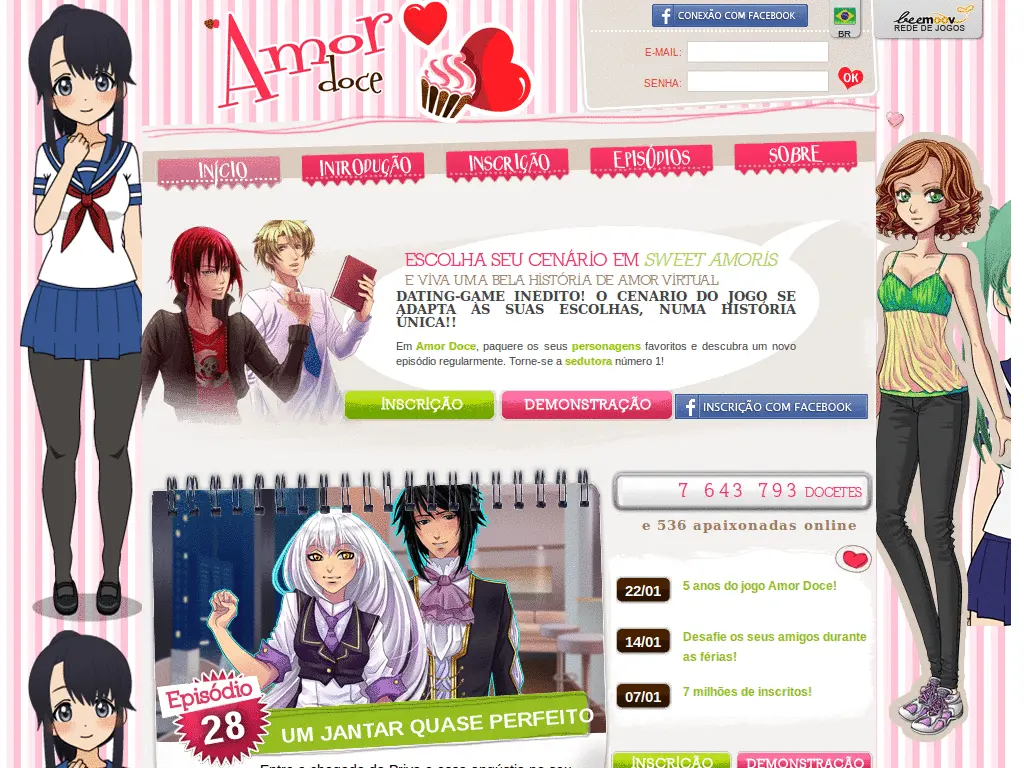 Amor
doce
CONEXÃO COM FACEBOOK
BR
beemoov
REDE DE JOGOS
E-MAIL:
SENHA:
OK
INÍCIO
INTRODUÇÃO
INSCRIÇÃO
EPISÓDIOS
SOBRE
ESCOLHA SEU CENÁRIO EM SWEET AMORIS
E VIVA UMA BELA HISTÓRIA DE AMOR VIRTUAL
DATING-GAME INEDITO! O CENARIO DO JOGO SE
ADAPTA ÀS SUAS ESCOLHAS, NUMA HISTÓRIA
ÚNICA!!
Em Amor Doce, paquere os seus personagens favoritos e descubra um novo
episódio regularmente. Torne-se a sedutora número 1!
INSCRIÇÃO
DEMONSTRAÇÃO
INSCRIÇÃO COM FACEBOOK
7 643 793 DOCETES
e 536 apaixonadas online
22/01
5 anos do jogo Amor Doce!
14/01
Desafie os seus amigos durante
as férias!
07/01
7 milhões de inscritos!
Episódio
28
UM JANTAR QUASE PERFEITO
INSCRIÇÃO
DEMONSTRAÇÃO